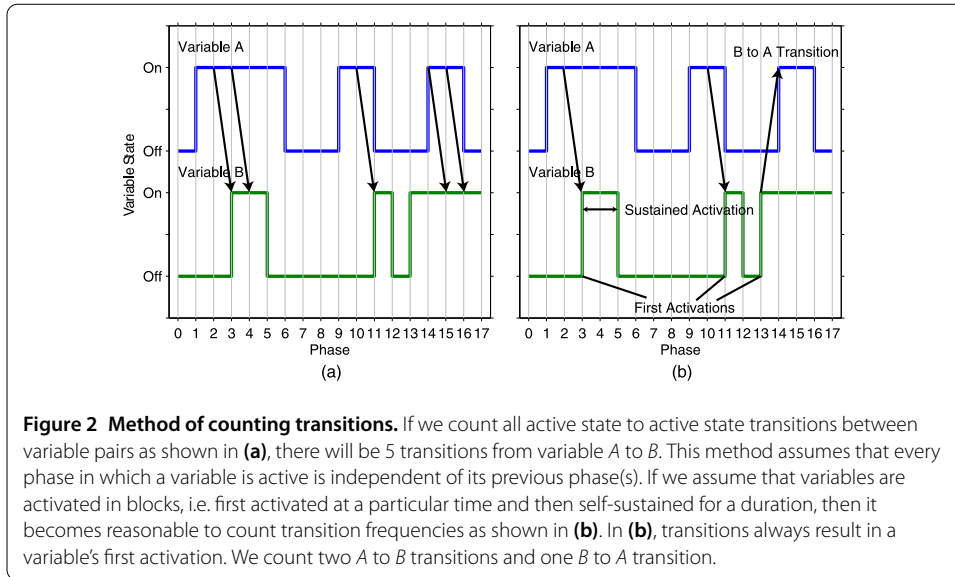 Variable A
On
Off
Variable B
On
Off
Variable State
0 1 2 3 4 5 6 7 8 9 10 11 12 13 14 15 16 17
Phase
(a)
Variable A
B to A Transition
Variable B
Sustained Activation
First Activations
0 1 2 3 4 5 6 7 8 9 10 11 12 13 14 15 16 17
Phase
(b)
Figure 2 Method of counting transitions. If we count all active state to active state transitions between
variable pairs as shown in (a), there will be 5 transitions from variable A to B. This method assumes that every
phase in which a variable is active is independent of its previous phase(s). If we assume that variables are
activated in blocks, i.e. first activated at a particular time and then self-sustained for a duration, then it
becomes reasonable to count transition frequencies as shown in (b). In (b), transitions always result in a
variable's first activation. We count two A to B transitions and one B to A transition.